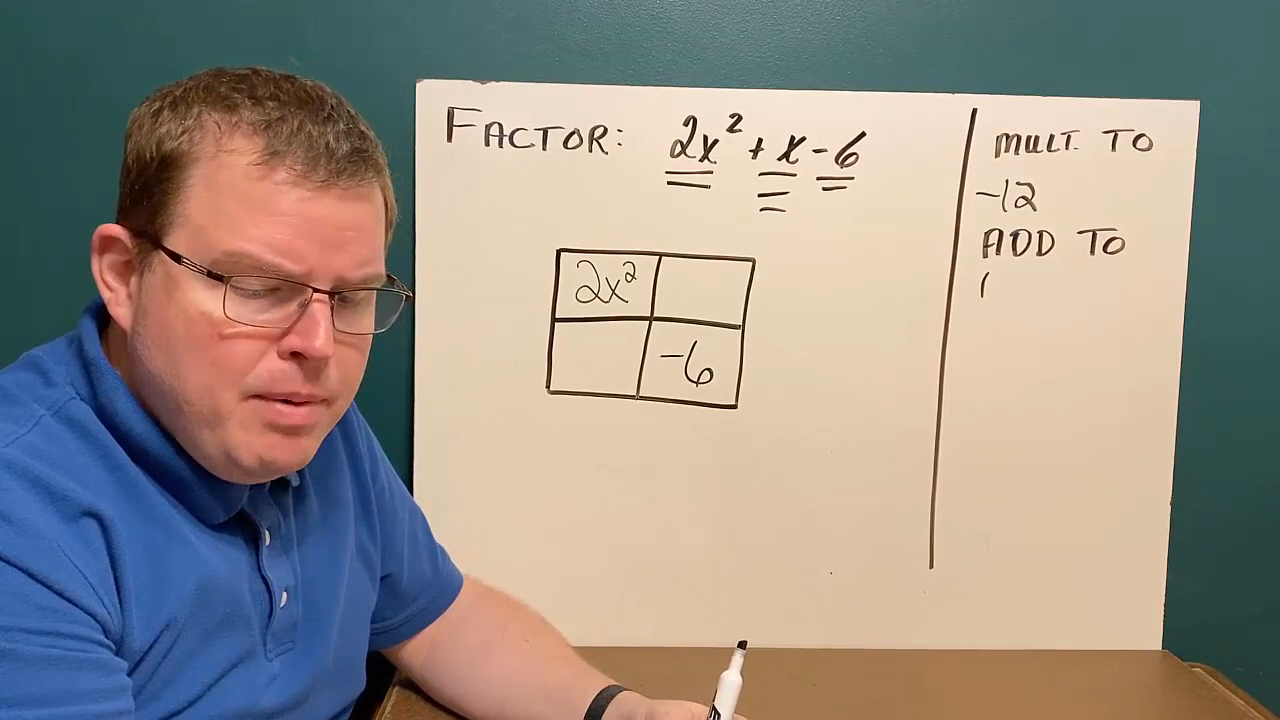 FACTOR: 2x² + x - 6
MULT. TO
-12
ADD TO
1
2x²
-6